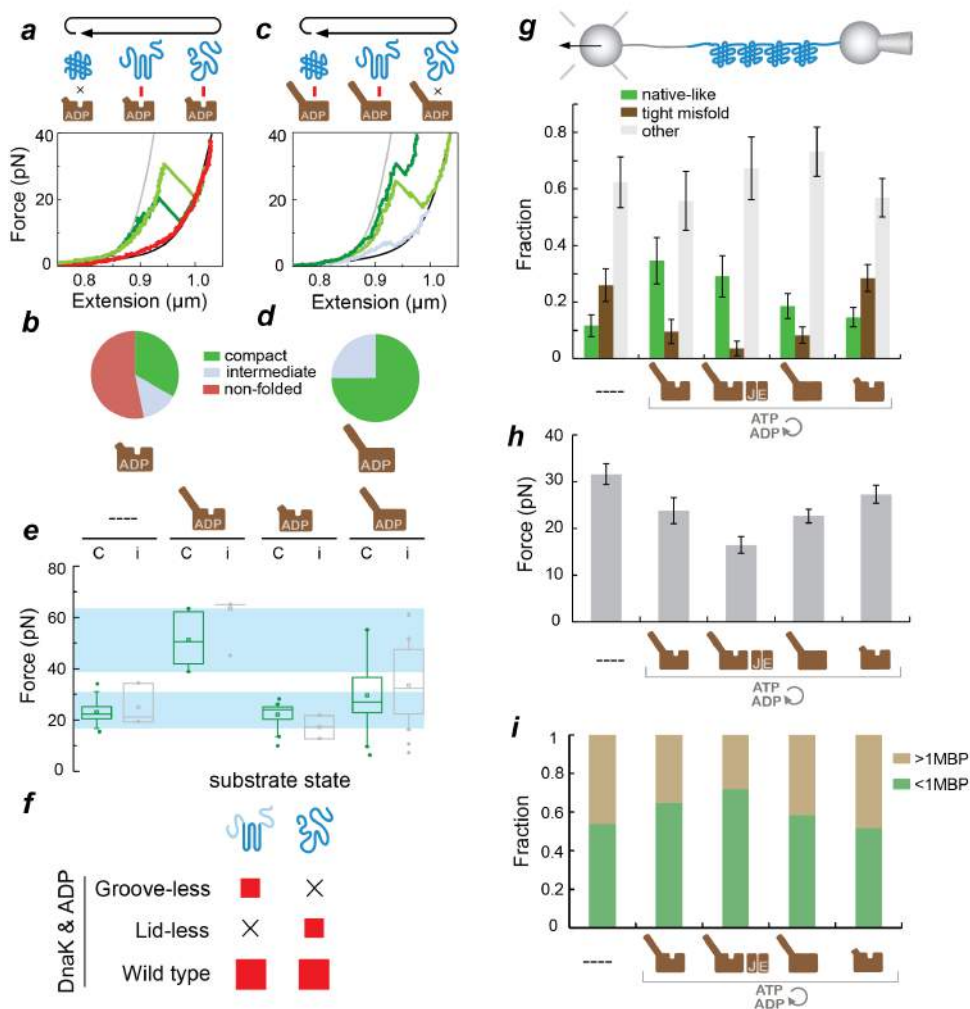 a
c
g
×
ADP
ADP
ADP
ADP
ADP
×
ADP
native-like
tight misfold
other
Force (pN)
40
20
0
0.8
0.9
1.0
Extension (µm)
40
20
0
0.8
0.9
1.0
Extension (µm)
Fraction
0.8
0.6
0.4
0.2
0
----
JE
ATP
ADP
b
d
compact
intermediate
non-folded
ADP
ADP
h
Force (pN)
40
30
20
10
0
----
JE
ATP
ADP
----
ADP
ADP
ADP
e
C
i
C
i
C
i
C
i
Force (pN)
80
60
40
20
0
substrate state
f
DnaK & ADP
Groove-less
×
Lid-less
×
Wild type
i
>1MBP
<1MBP
Fraction
1
0.8
0.6
0.4
0.2
0
----
JE
ATP
ADP